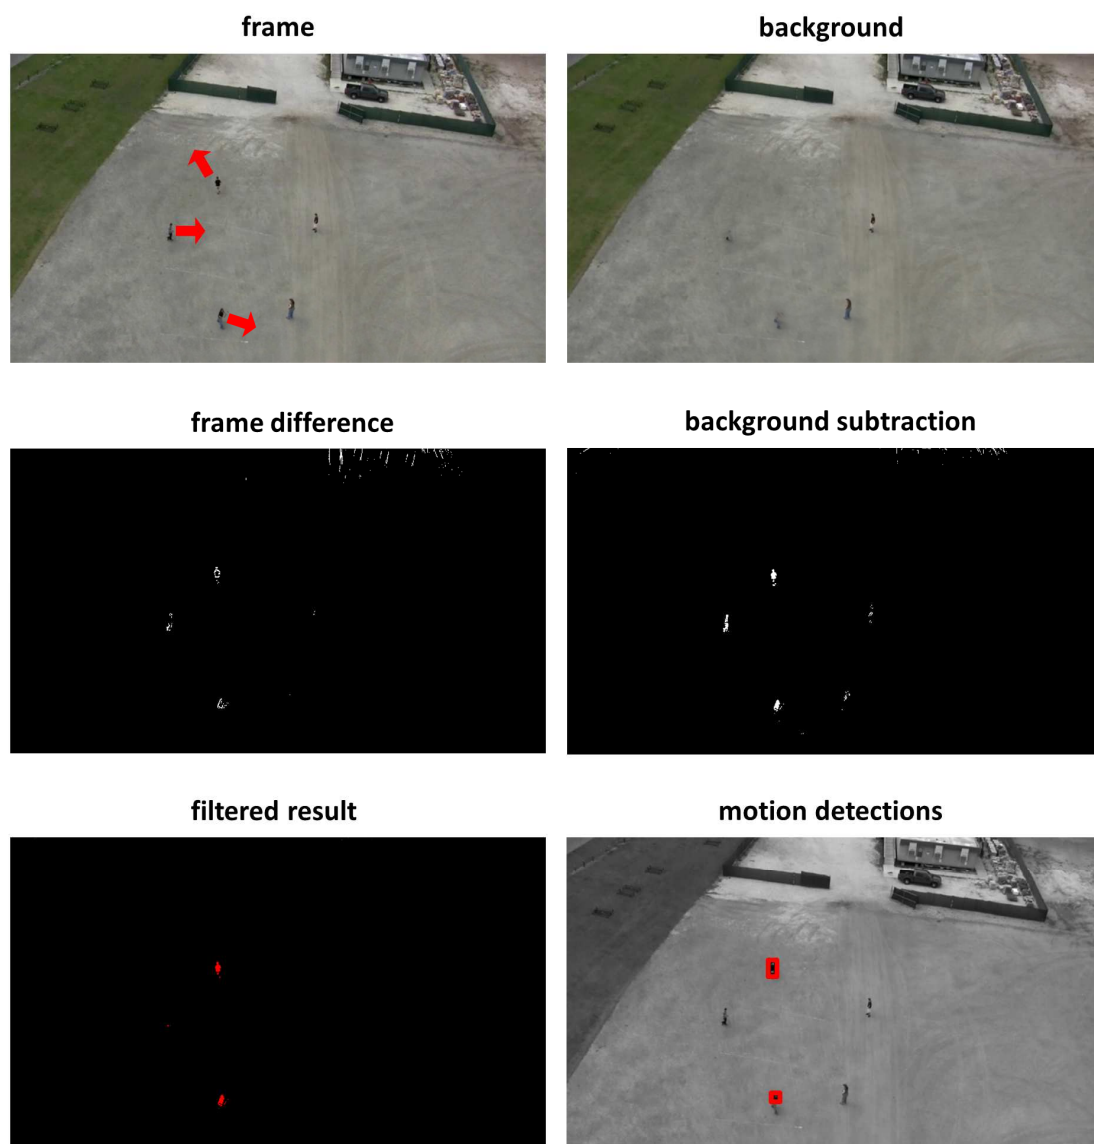 frame
background
frame difference
background subtraction
filtered result
motion detections